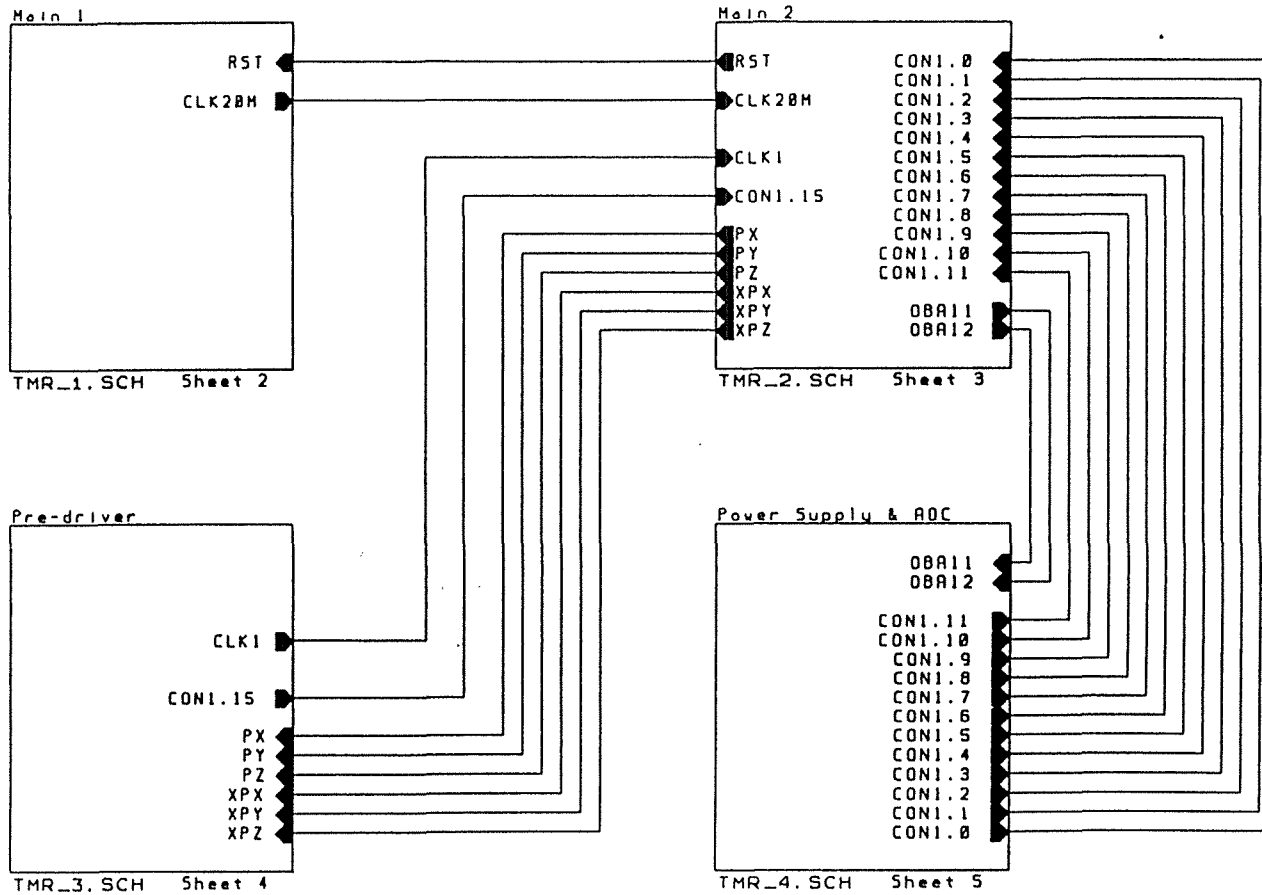 Main 1
RST
CLK20M
TMR_1.SCH Sheet 2
Main 2
RST
CLK20M
CLK1
CON1.15
PX
PY
PZ
XPX
XPY
XPZ
CON1.0
CON1.1
CON1.2
CON1.3
CON1.4
CON1.5
CON1.6
CON1.7
CON1.8
CON1.9
CON1.10
CON1.11
OBA11
OBA12
TMR_2.SCH Sheet 3
Pre-driver
CLK1
CON1.15
PX
PY
PZ
XPX
XPY
XPZ
TMR_3.SCH Sheet 4
Power Supply & AOC
OBA11
OBA12
CON1.11
CON1.10
CON1.9
CON1.8
CON1.7
CON1.6
CON1.5
CON1.4
CON1.3
CON1.2
CON1.1
CON1.0
TMR_4.SCH Sheet 5